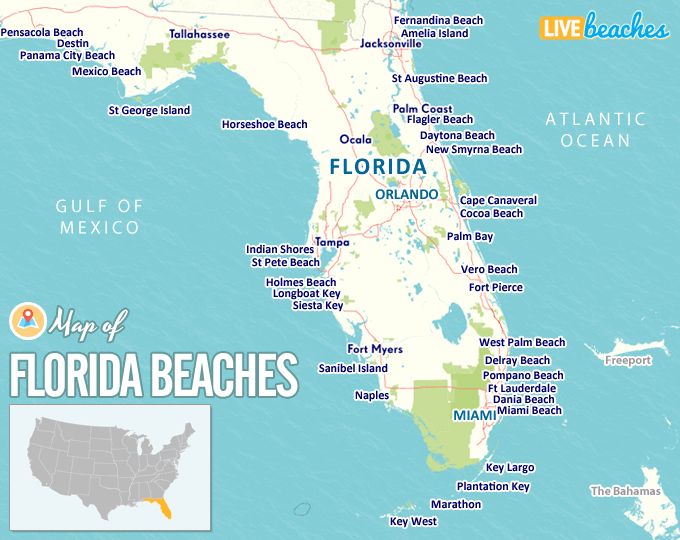 Fernandina Beach
Amelia Island
LIVEbeaches
Pensacola Beach
Destin
Panama City Beach
Mexico Beach
Tallahassee
Jacksonville
St Augustine Beach
St George Island
Horseshoe Beach
Palm Coast
Flagler Beach
Daytona Beach
New Smyrna Beach
Ocala
ATLANTIC
OCEAN
FLORIDA
ORLANDO
GULF OF
MEXICO
Cape Canaveral
Cocoa Beach
Palm Bay
Tampa
Indian Shores
St Pete Beach
Vero Beach
Fort Pierce
Holmes Beach
Longboat Key
Siesta Key
Map of
FLORIDA BEACHES
Fort Myers
Sanibel Island
Naples
West Palm Beach
Delray Beach
Pompano Beach
Ft Lauderdale
Dania Beach
Miami Beach
MIAMI
Freeport
Key Largo
Plantation Key
Marathon
Key West
The Bahamas